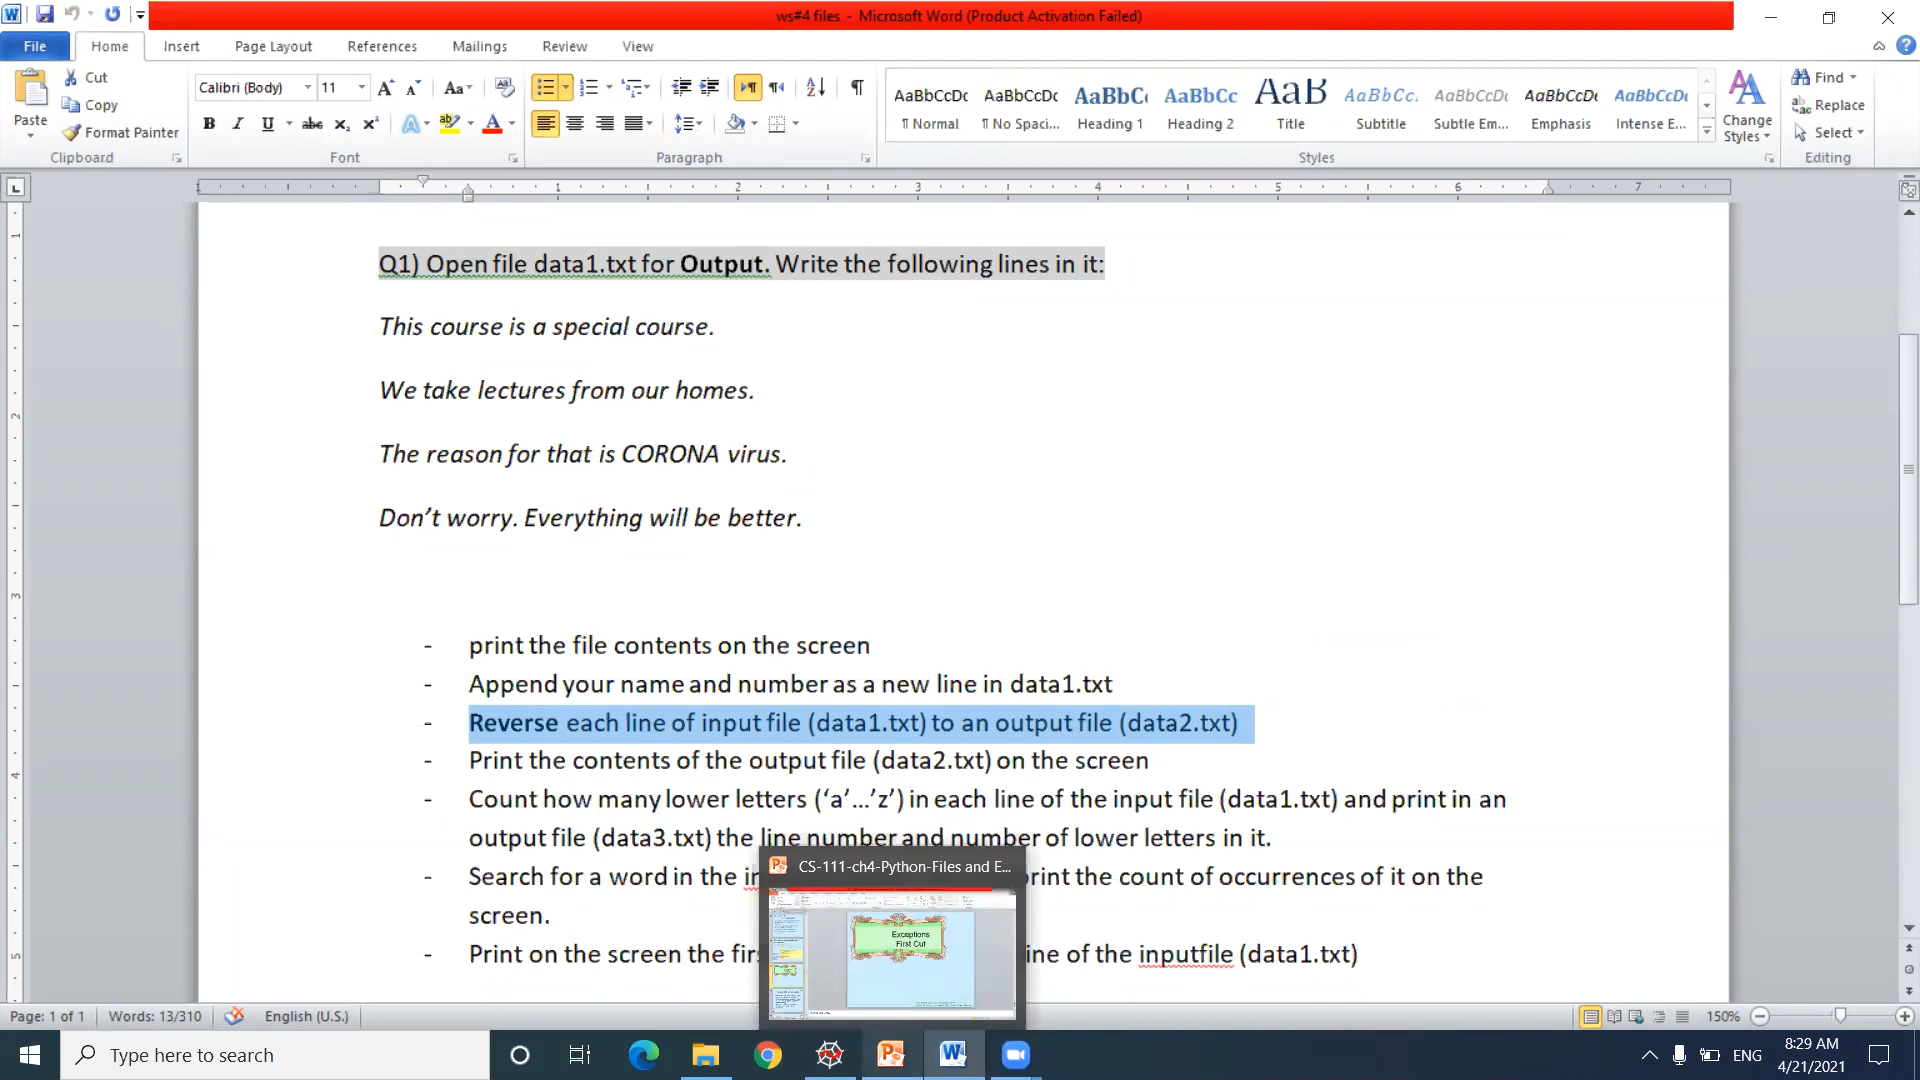 ws#4 files - Microsoft Word (Product Activation Failed)
File Home Insert Page Layout References Mailings Review View
Paste
Cut
Copy
Format Painter
Clipboard
Calibri (Body) 11
Font
Paragraph
AaBbCcDc AaBbCcDc AaBbC AaBbCc AaB AaBbCc. AaBbCcDc AaBbCcDc AaBbCcDc
¶ Normal ¶ No Spaci... Heading 1 Heading 2 Title Subtitle Subtle Em... Emphasis Intense E...
Styles
Change Styles
Find
Replace
Select
Editing
Q1) Open file data1.txt for Output. Write the following lines in it:
This course is a special course.
We take lectures from our homes.
The reason for that is CORONA virus.
Don’t worry. Everything will be better.
- print the file contents on the screen
- Append your name and number as a new line in data1.txt
- Reverse each line of input file (data1.txt) to an output file (data2.txt)
- Print the contents of the output file (data2.txt) on the screen
- Count how many lower letters (‘a’...’z’) in each line of the input file (data1.txt) and print in an
output file (data3.txt) the line number and number of lower letters in it.
- Search for a word in the print the count of occurrences of it on the
screen.
- Print on the screen the line of the inputfile (data1.txt)
CS-111-ch4-Python-Files and E...
Exceptions
First Cut
Page: 1 of 1 Words: 13/310 English (U.S.) 150%
Type here to search
ENG
8:29 AM
4/21/2021